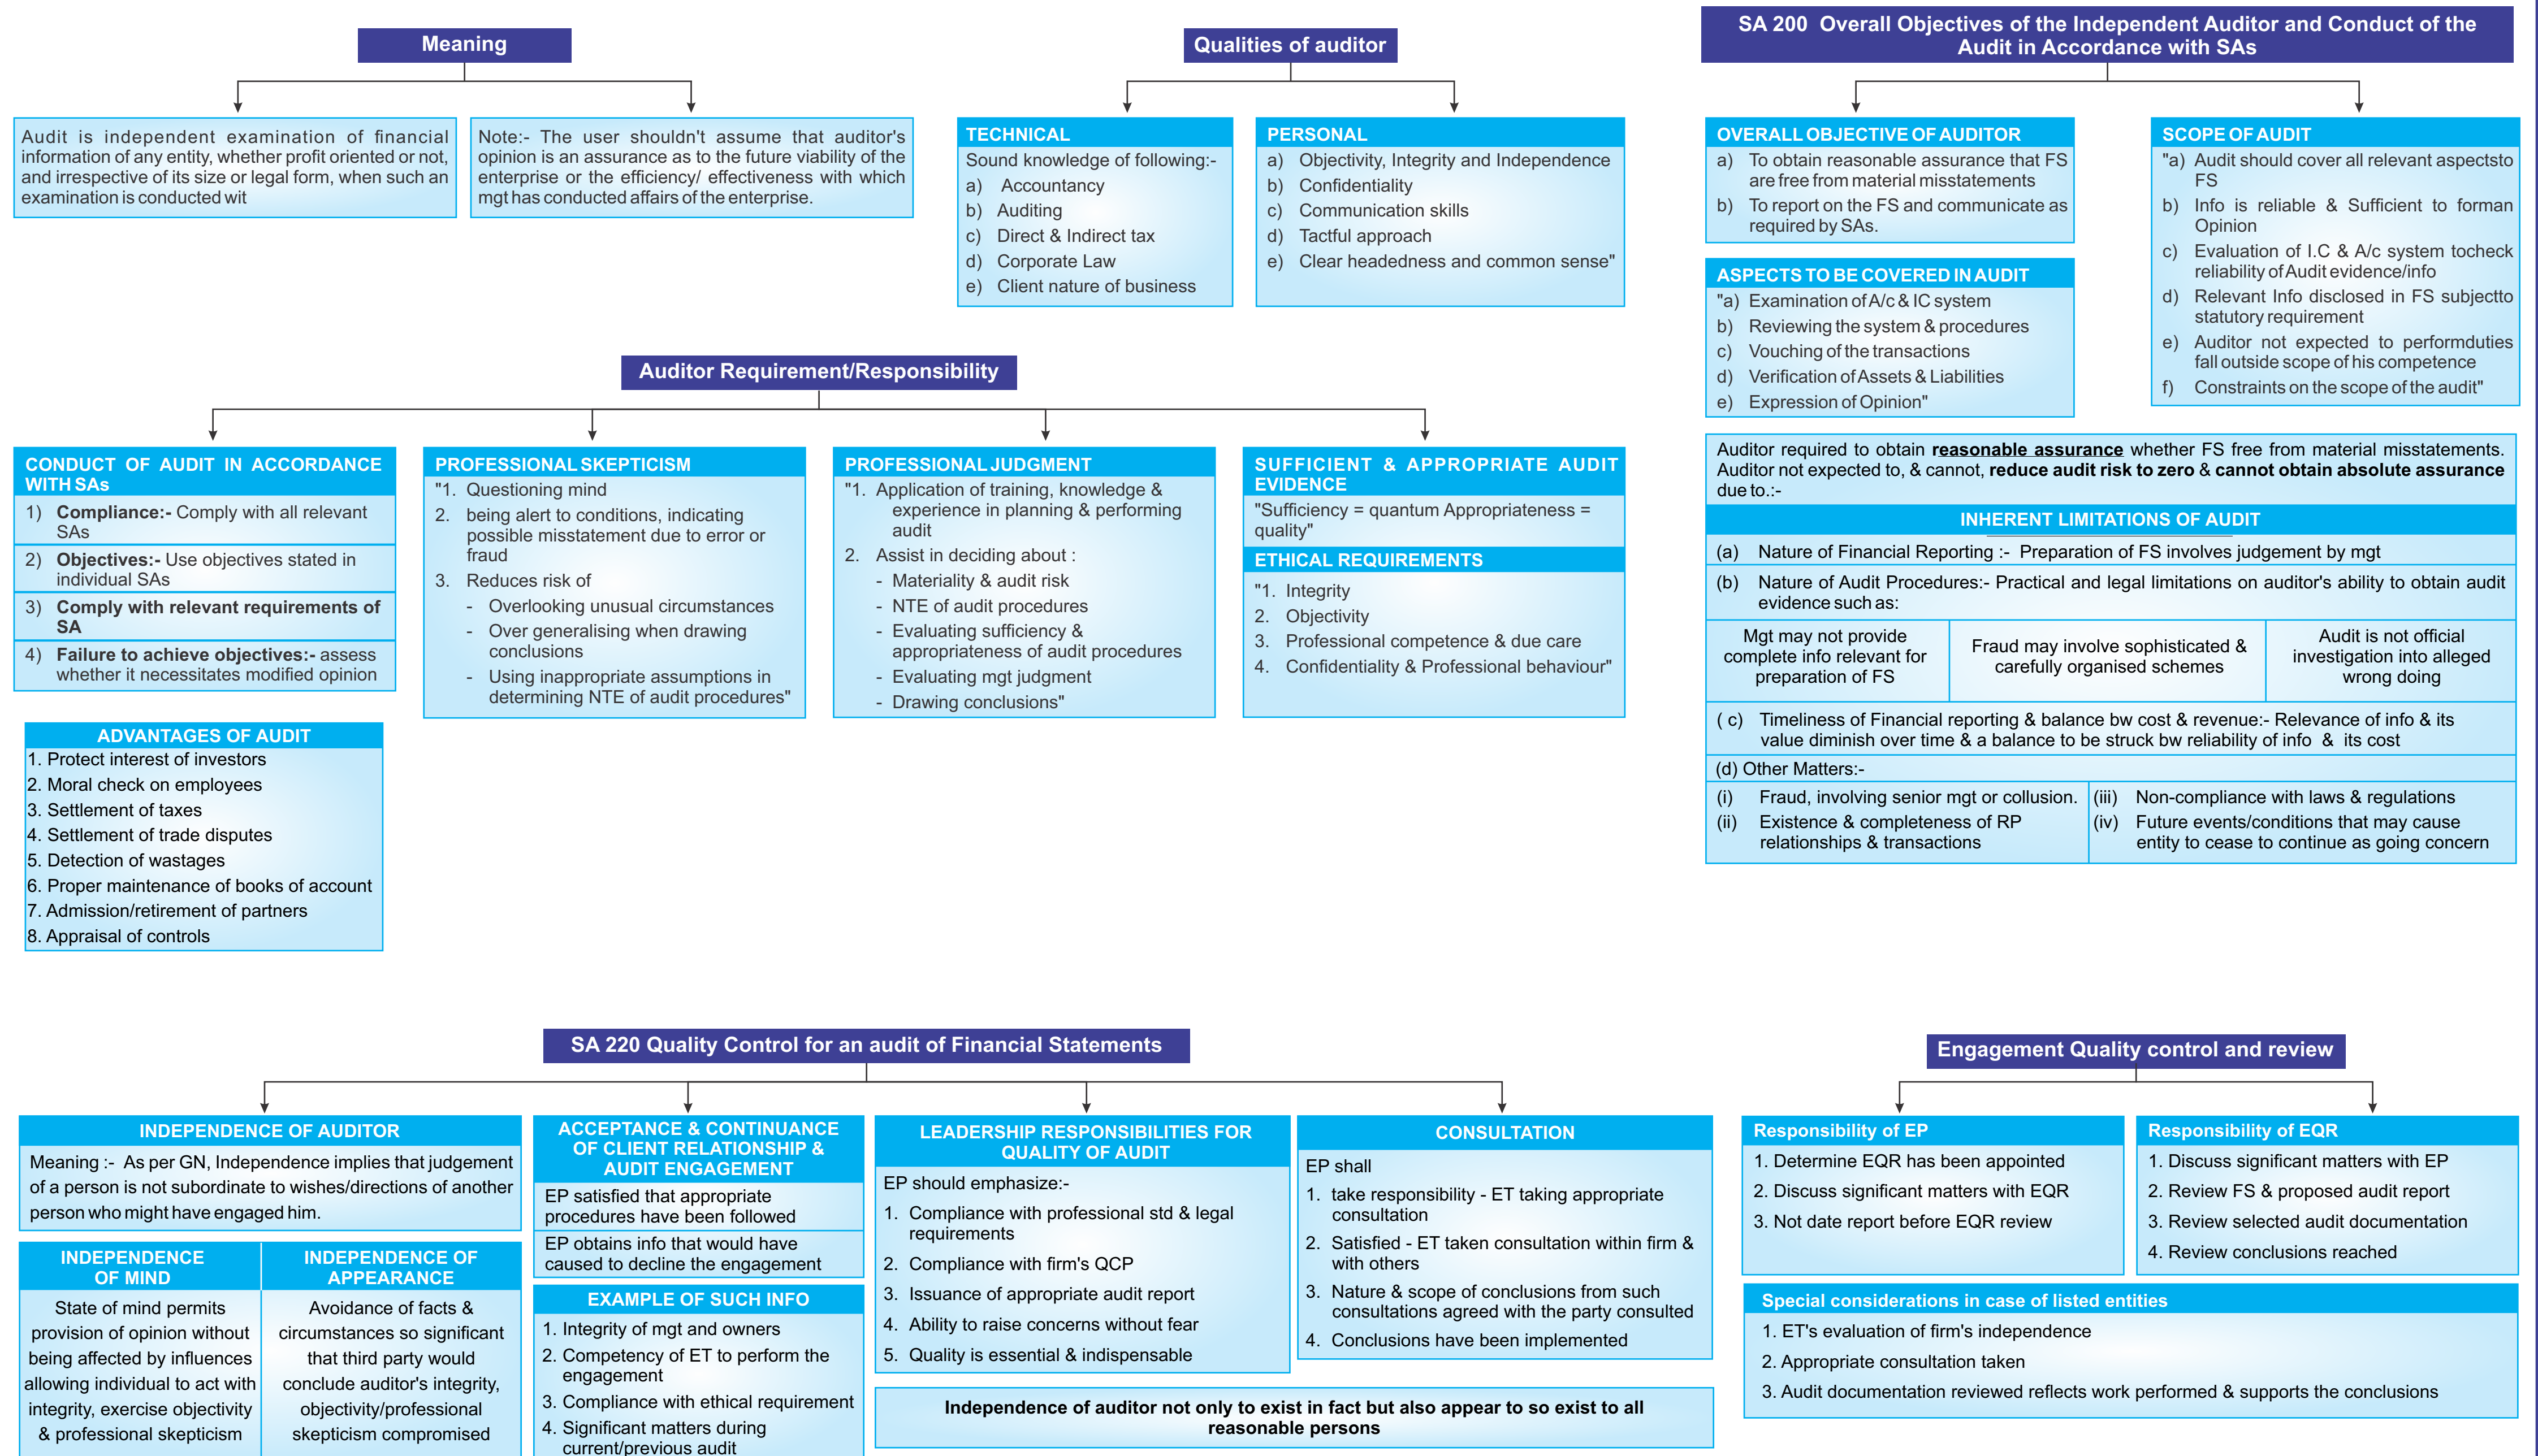 Meaning
Audit is independent examination of financial
information of any entity, whether profit oriented or not,
and irrespective of its size or legal form, when such an
examination is conducted wit
Note:- The user shouldn't assume that auditor's
opinion is an assurance as to the future viability of the
enterprise or the efficiency/ effectiveness with which
mgt has conducted affairs of the enterprise.
Qualities of auditor
TECHNICAL
Sound knowledge of following:-
a) Accountancy
b) Auditing
c) Direct & Indirect tax
d) Corporate Law
e) Client nature of business
PERSONAL
a) Objectivity, Integrity and Independence
b) Confidentiality
c) Communication skills
d) Tactful approach
e) Clear headedness and common sense"
SA 200 Overall Objectives of the Independent Auditor and Conduct of the
Audit in Accordance with SAs
OVERALL OBJECTIVE OF AUDITOR
a) To obtain reasonable assurance that FS
are free from material misstatements
b) To report on the FS and communicate as
required by SAs.
ASPECTS TO BE COVERED IN AUDIT
"a) Examination of A/c & IC system
b) Reviewing the system & procedures
c) Vouching of the transactions
d) Verification of Assets & Liabilities
e) Expression of Opinion"
SCOPE OF AUDIT
"a) Audit should cover all relevant aspectsto
FS
b) Info is reliable & Sufficient to forman
Opinion
c) Evaluation of I.C & A/c system tocheck
reliability of Audit evidence/info
d) Relevant Info disclosed in FS subjectto
statutory requirement
e) Auditor not expected to performduties
fall outside scope of his competence
f) Constraints on the scope of the audit"
Auditor required to obtain reasonable assurance whether FS free from material misstatements.
Auditor not expected to, & cannot, reduce audit risk to zero & cannot obtain absolute assurance
due to.:-
INHERENT LIMITATIONS OF AUDIT
(a) Nature of Financial Reporting :- Preparation of FS involves judgement by mgt
(b) Nature of Audit Procedures:- Practical and legal limitations on auditor's ability to obtain audit
evidence such as:
Mgt may not provide
complete info relevant for
preparation of FS
Fraud may involve sophisticated &
carefully organised schemes
Audit is not official
investigation into alleged
wrong doing
( c) Timeliness of Financial reporting & balance bw cost & revenue:- Relevance of info & its
value diminish over time & a balance to be struck bw reliability of info & its cost
(d) Other Matters:-
(i) Fraud, involving senior mgt or collusion.
(ii) Existence & completeness of RP
relationships & transactions
(iii) Non-compliance with laws & regulations
(iv) Future events/conditions that may cause
entity to cease to continue as going concern
Auditor Requirement/Responsibility
CONDUCT OF AUDIT IN ACCORDANCE
WITH SAs
1) Compliance:- Comply with all relevant
SAs
2) Objectives:- Use objectives stated in
individual SAs
3) Comply with relevant requirements of
SA
4) Failure to achieve objectives:- assess
whether it necessitates modified opinion
PROFESSIONAL SKEPTICISM
"1. Questioning mind
2. being alert to conditions, indicating
possible misstatement due to error or
fraud
3. Reduces risk of
- Overlooking unusual circumstances
- Over generalising when drawing
conclusions
- Using inappropriate assumptions in
determining NTE of audit procedures"
PROFESSIONAL JUDGMENT
"1. Application of training, knowledge &
experience in planning & performing
audit
2. Assist in deciding about :
- Materiality & audit risk
- NTE of audit procedures
- Evaluating sufficiency &
appropriateness of audit procedures
- Evaluating mgt judgment
- Drawing conclusions"
SUFFICIENT & APPROPRIATE AUDIT
EVIDENCE
"Sufficiency = quantum Appropriateness =
quality"
ETHICAL REQUIREMENTS
"1. Integrity
2. Objectivity
3. Professional competence & due care
4. Confidentiality & Professional behaviour"
ADVANTAGES OF AUDIT
1. Protect interest of investors
2. Moral check on employees
3. Settlement of taxes
4. Settlement of trade disputes
5. Detection of wastages
6. Proper maintenance of books of account
7. Admission/retirement of partners
8. Appraisal of controls
SA 220 Quality Control for an audit of Financial Statements
INDEPENDENCE OF AUDITOR
Meaning :- As per GN, Independence implies that judgement
of a person is not subordinate to wishes/directions of another
person who might have engaged him.
INDEPENDENCE
OF MIND
State of mind permits
provision of opinion without
being affected by influences
allowing individual to act with
integrity, exercise objectivity
& professional skepticism
INDEPENDENCE OF
APPEARANCE
Avoidance of facts &
circumstances so significant
that third party would
conclude auditor's integrity,
objectivity/professional
skepticism compromised
ACCEPTANCE & CONTINUANCE
OF CLIENT RELATIONSHIP &
AUDIT ENGAGEMENT
EP satisfied that appropriate
procedures have been followed
EP obtains info that would have
caused to decline the engagement
EXAMPLE OF SUCH INFO
1. Integrity of mgt and owners
2. Competency of ET to perform the
engagement
3. Compliance with ethical requirement
4. Significant matters during
current/previous audit
LEADERSHIP RESPONSIBILITIES FOR
QUALITY OF AUDIT
EP should emphasize:-
1. Compliance with professional std & legal
requirements
2. Compliance with firm's QCP
3. Issuance of appropriate audit report
4. Ability to raise concerns without fear
5. Quality is essential & indispensable
CONSULTATION
EP shall
1. take responsibility - ET taking appropriate
consultation
2. Satisfied - ET taken consultation within firm &
with others
3. Nature & scope of conclusions from such
consultations agreed with the party consulted
4. Conclusions have been implemented
Independence of auditor not only to exist in fact but also appear to so exist to all
reasonable persons
Engagement Quality control and review
Responsibility of EP
1. Determine EQR has been appointed
2. Discuss significant matters with EQR
3. Not date report before EQR review
Responsibility of EQR
1. Discuss significant matters with EP
2. Review FS & proposed audit report
3. Review selected audit documentation
4. Review conclusions reached
Special considerations in case of listed entities
1. ET's evaluation of firm's independence
2. Appropriate consultation taken
3. Audit documentation reviewed reflects work performed & supports the conclusions